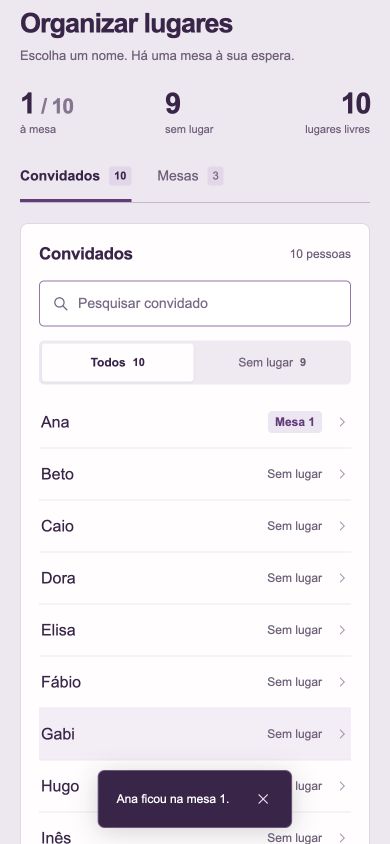 Organizar lugares
Escolha um nome. Há uma mesa à sua espera.
1 / 10
à mesa
9
sem lugar
10
lugares livres
Convidados 10
Mesas 3
Convidados
10 pessoas
Pesquisar convidado
Todos 10
Sem lugar 9
Ana
Mesa 1
Beto
Sem lugar
Caio
Sem lugar
Dora
Sem lugar
Elisa
Sem lugar
Fábio
Sem lugar
Gabi
Sem lugar
Hugo
lugar
Ana ficou na mesa 1.
Inês
Sem lugar